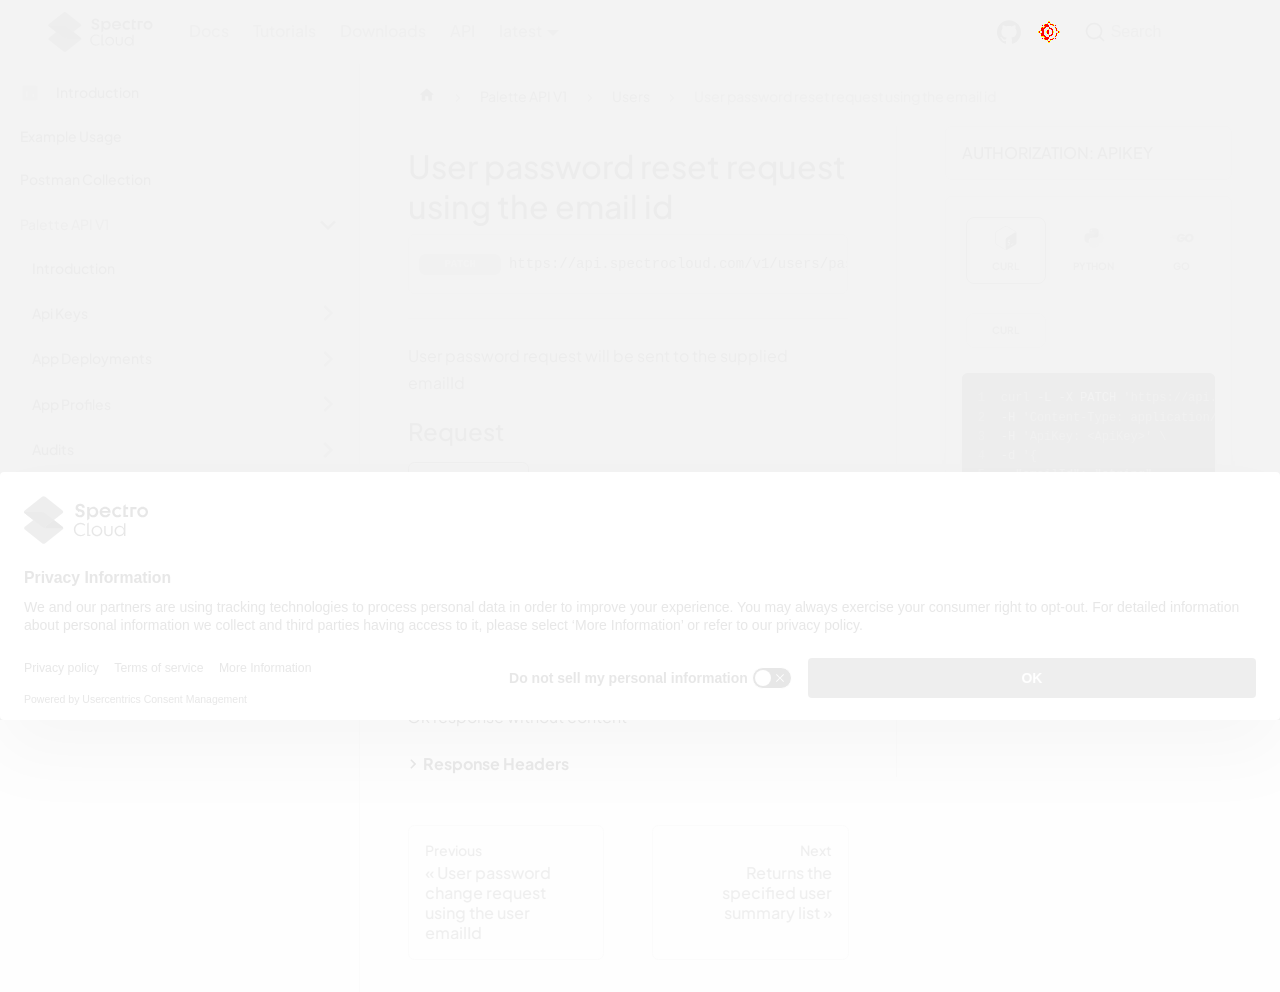 Spectro
Cloud
Docs
Tutorials
Downloads
API
latest
Search
Introduction
Example Usage
Postman Collection
Palette API V1
Introduction
Api Keys
App Deployments
App Profiles
Audits
Palette API V1
Users
User password reset request using the email id
User password reset request
using the email id
https://api.spectrocloud.com/v1/users/pa
User password request will be sent to the supplied
emailId
Request
AUTHORIZATION: APIKEY
CURL
PYTHON
GO
CURL
PATCH
Spectro
Cloud
Privacy Information
We and our partners are using tracking technologies to process personal data in order to improve your experience. You may always exercise your consumer right to opt-out. For detailed information
about personal information we collect and third parties having access to it, please select ‘More Information’ or refer to our privacy policy.
Privacy policy
Terms of service
More Information
Do not sell my personal information
OK
Powered by Usercentrics Consent Management
Ok response without content
Response Headers
Previous
« User password
change request
using the user
emailId
Next
Returns the
specified user
summary list »